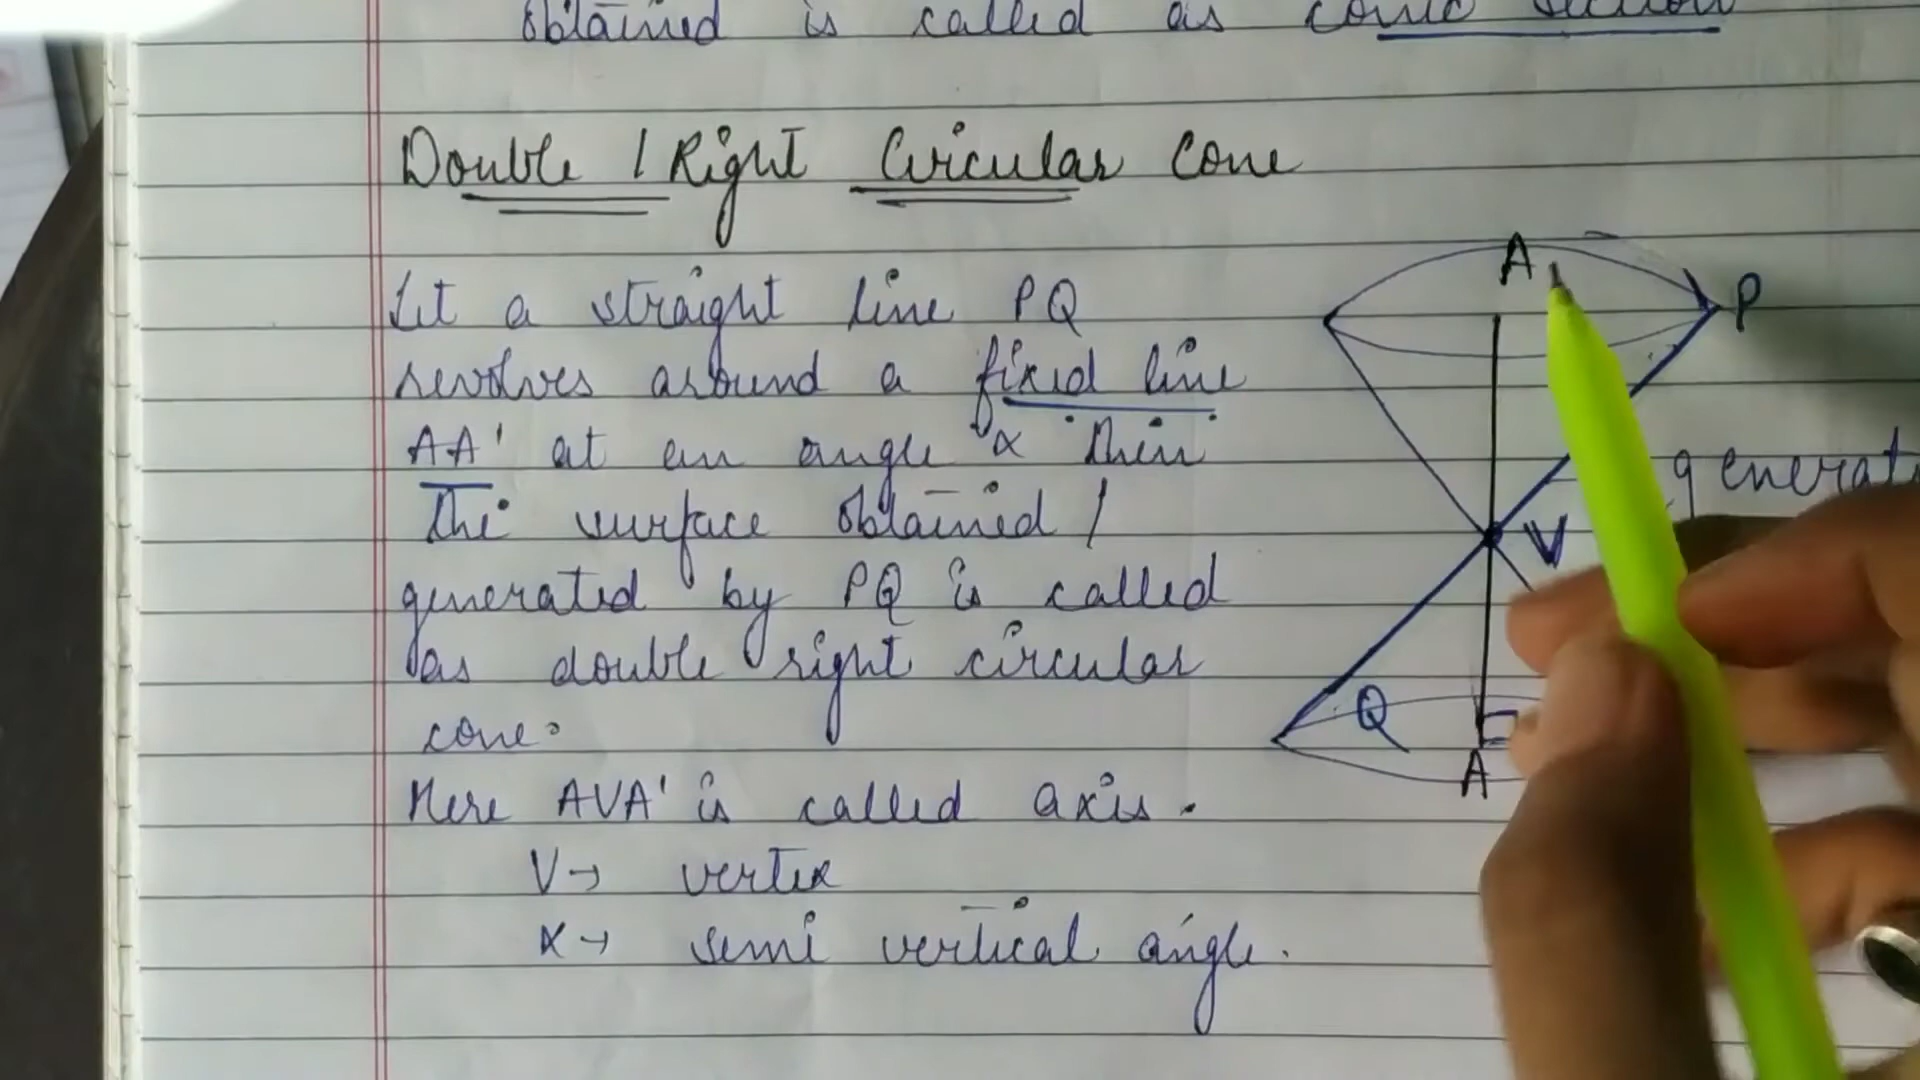 obtained is called as conic section
Double / Right Circular Cone
Let a straight line PQ
revolves around a fixed line
AA' at an angle α then
the surface obtained /
generated by PQ is called
as double right circular
cone.
Here AVA' is called axis.
V → vertex
α → semi vertical angle.
A
P
V
Q
A